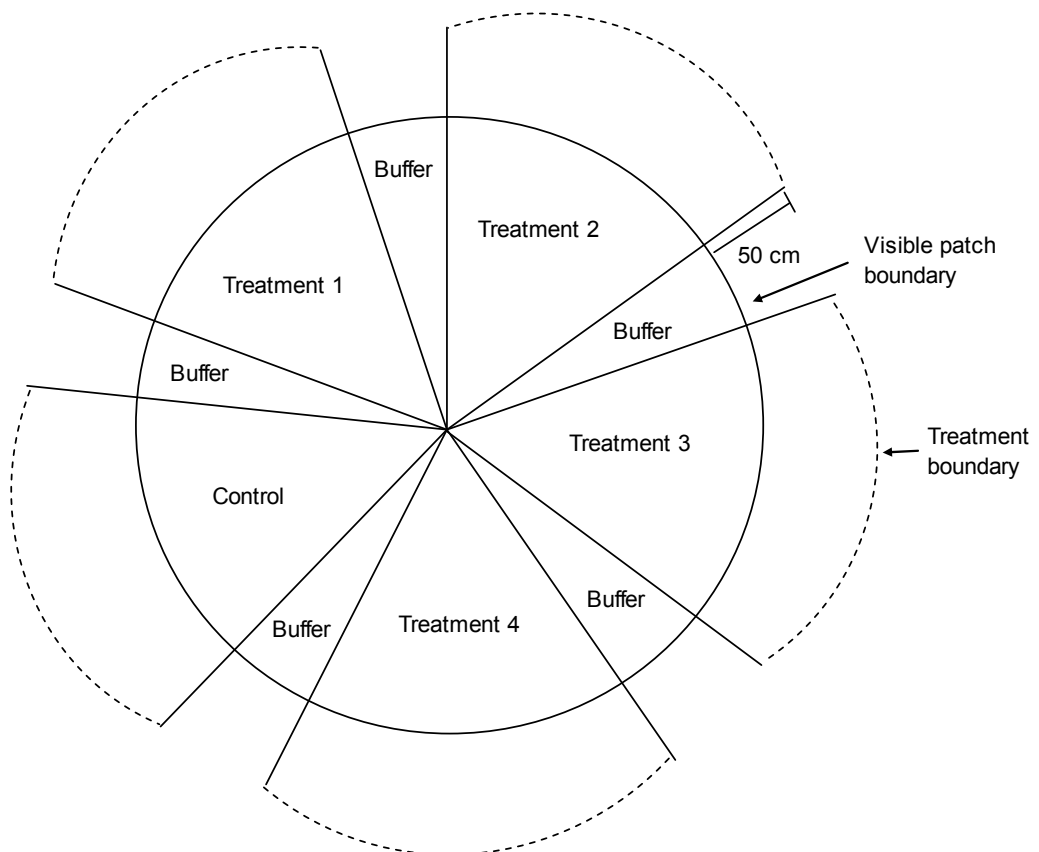 Buffer
Treatment 2
50 cm
Visible patch
boundary
Treatment 1
Buffer
Buffer
Treatment 3
Treatment
boundary
Control
Buffer
Treatment 4
Buffer